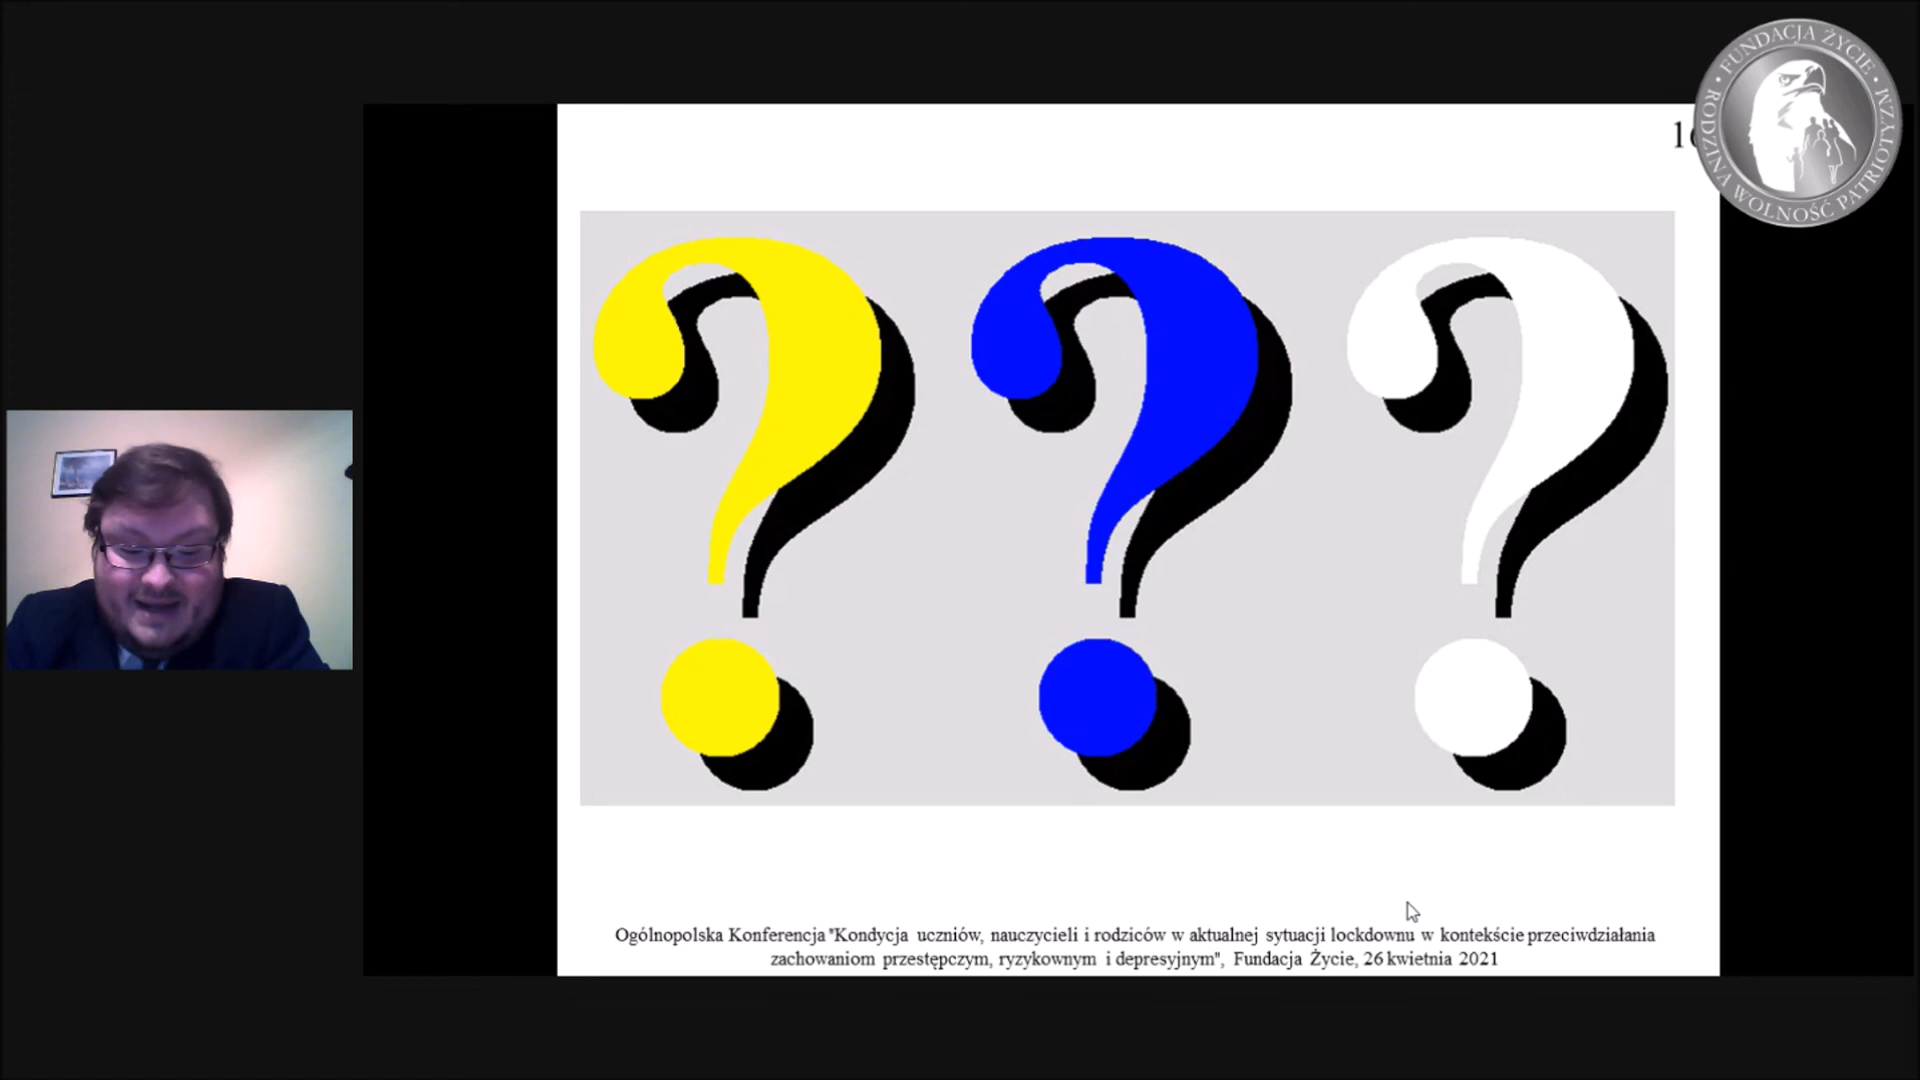 FUNDACJA ŻYCIE
RODZINA WOLNOŚĆ PATRIOTYZM
? ? ?
Ogólnopolska Konferencja "Kondycja uczniów, nauczycieli i rodziców w aktualnej sytuacji lockdownu w kontekście przeciwdziałania
zachowaniom przestępczym, ryzykownym i depresyjnym", Fundacja Życie, 26 kwietnia 2021